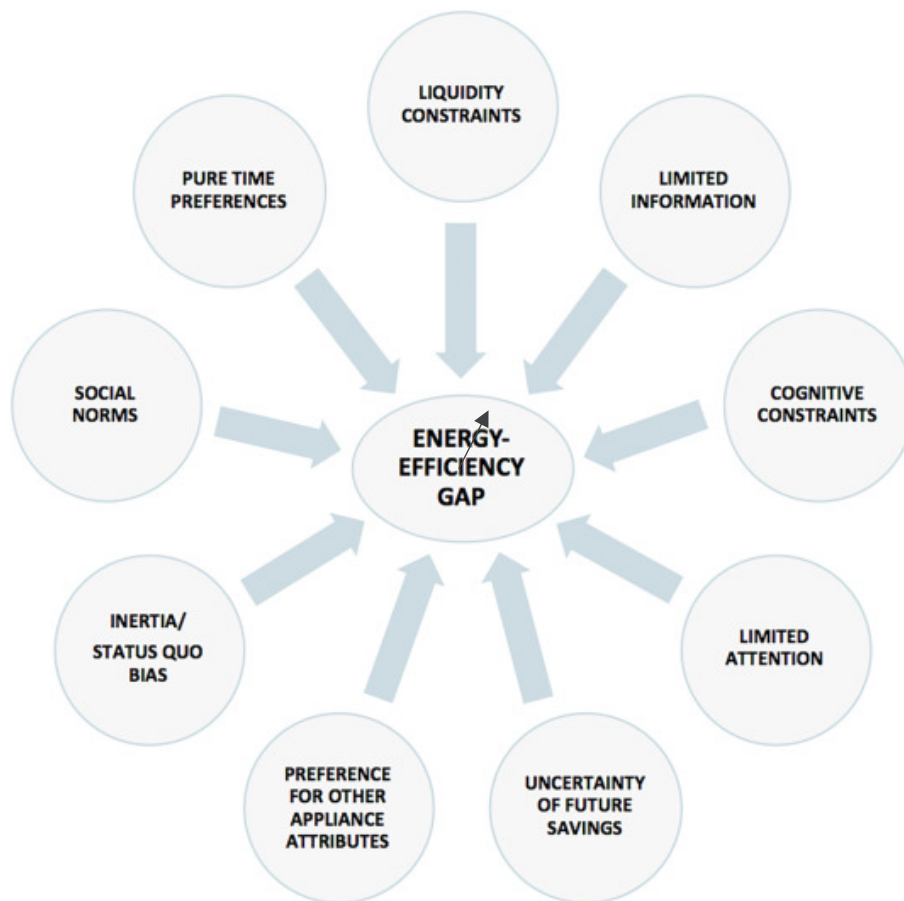 LIQUIDITY
CONSTRAINTS
LIMITED
INFORMATION
COGNITIVE
CONSTRAINTS
LIMITED
ATTENTION
UNCERTAINTY
OF FUTURE
SAVINGS
PREFERENCE
FOR OTHER
APPLIANCE
ATTRIBUTES
INERTIA/
STATUS QUO
BIAS
SOCIAL
NORMS
PURE TIME
PREFERENCES
ENERGY-
EFFICIENCY
GAP